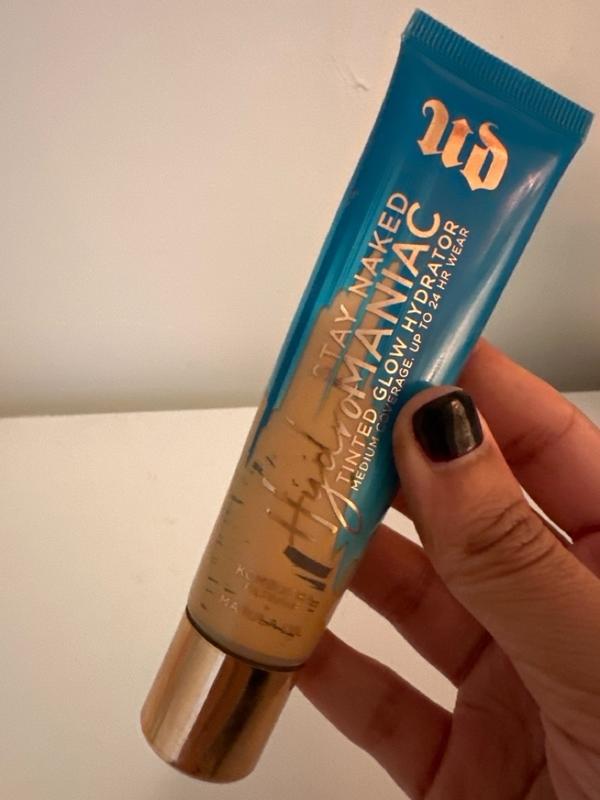 UD
STAY NAKED
HydroMANIAC
TINTED GLOW HYDRATOR
MEDIUM COVERAGE. UP TO 24 HR WEAR